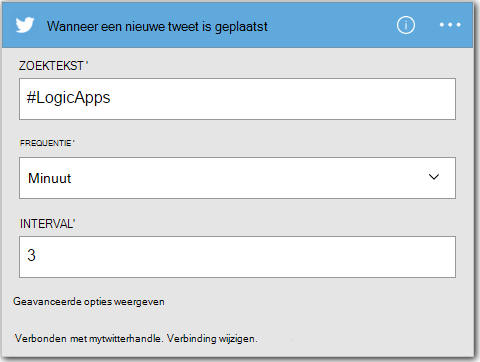 Wanneer een nieuwe tweet is geplaatst
ZOEKTEKST*
#LogicApps
FREQUENTIE*
Minuut
INTERVAL*
3
Geavanceerde opties weergeven
Verbonden met mytwitterhandle. Verbinding wijzigen.